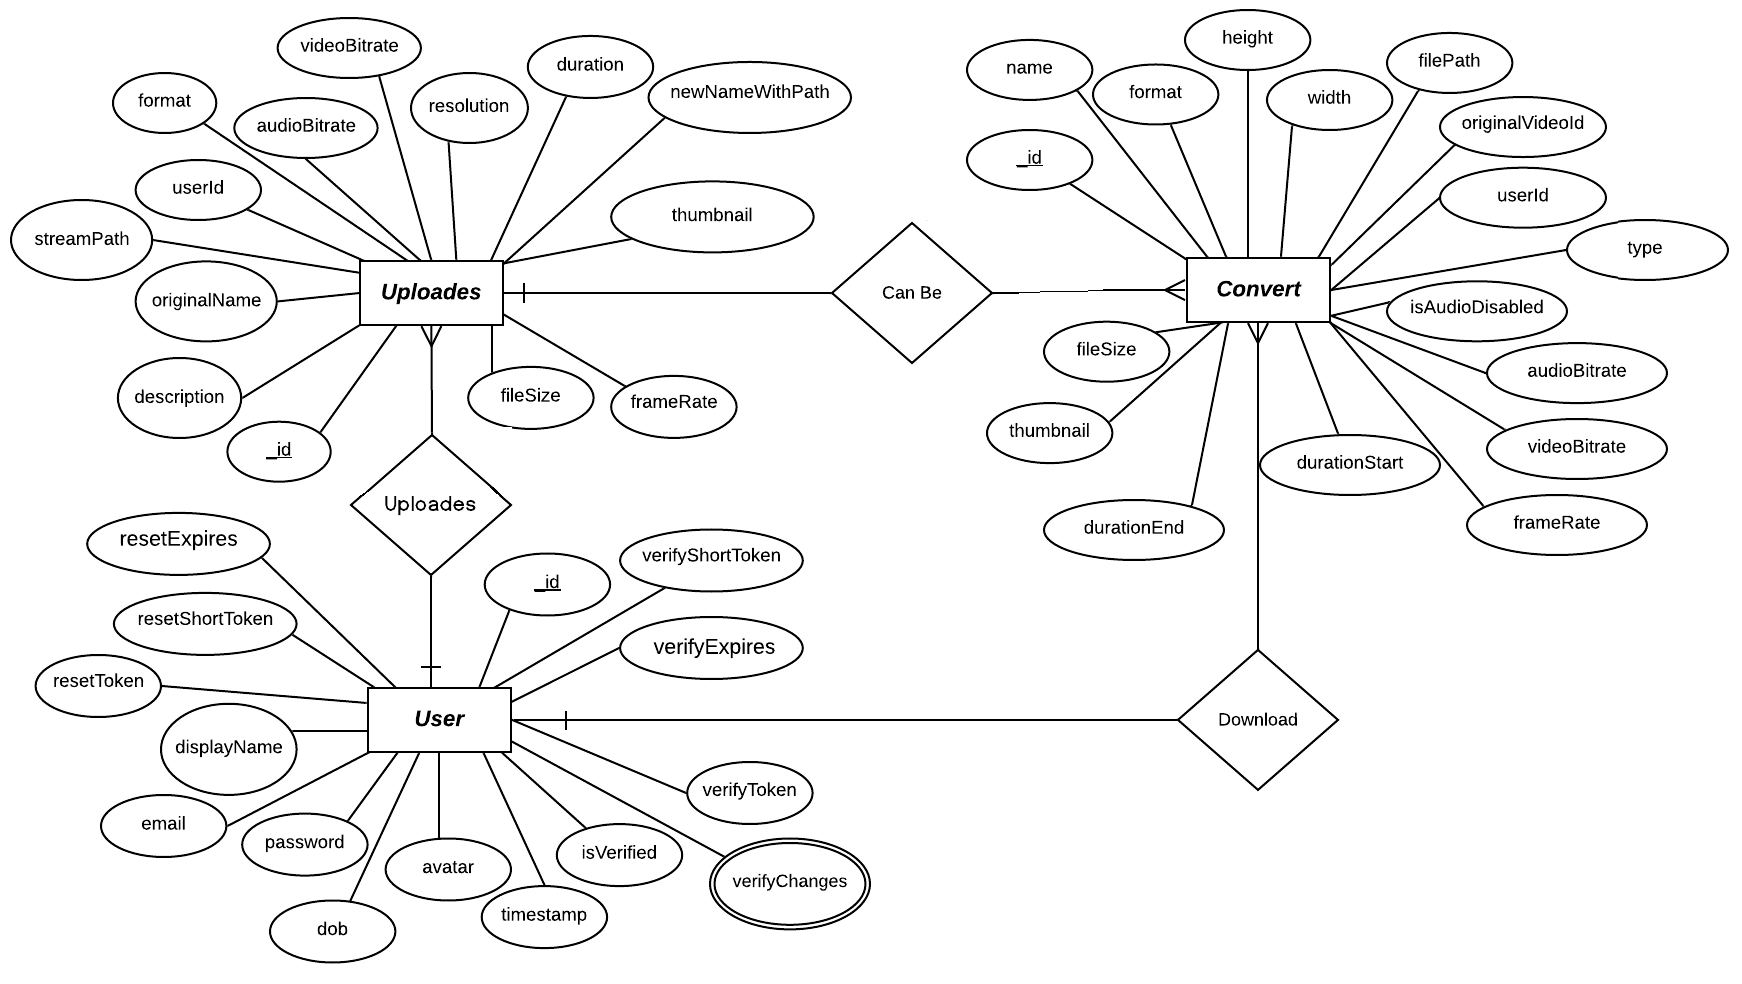 videoBitrate
duration
format
audioBitrate
resolution
newNameWithPath
userId
thumbnail
streamPath
Uploades
originalName
description
fileSize
frameRate
_id
Can Be
height
name
filePath
format
width
originalVideoId
_id
userId
type
Convert
isAudioDisabled
fileSize
audioBitrate
thumbnail
videoBitrate
durationStart
durationEnd
frameRate
Uploades
resetExpires
_id
verifyShortToken
resetShortToken
verifyExpires
resetToken
User
Download
displayName
verifyToken
email
password
isVerified
avatar
verifyChanges
timestamp
dob